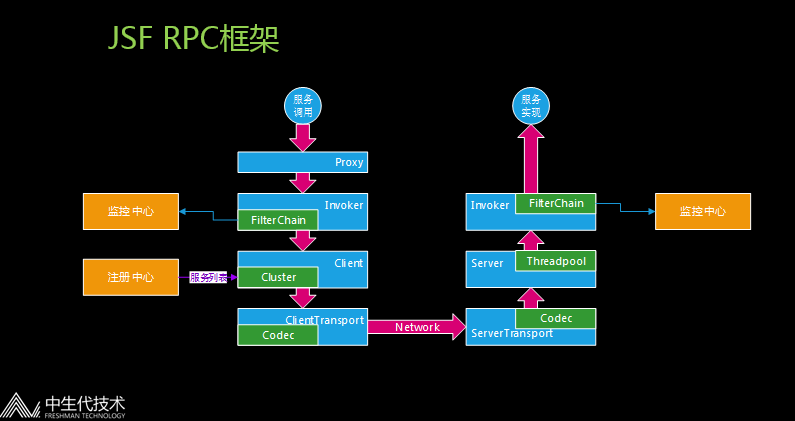 JSF RPC框架
服务
调用
服务
实现
Proxy
监控中心
Invoker
FilterChain
Invoker
FilterChain
监控中心
注册中心
服务列表
Client
Cluster
Server
Threadpool
ClientTransport
Codec
Network
Codec
ServerTransport
中生代技术
FRESHMAN TECHNOLOGY